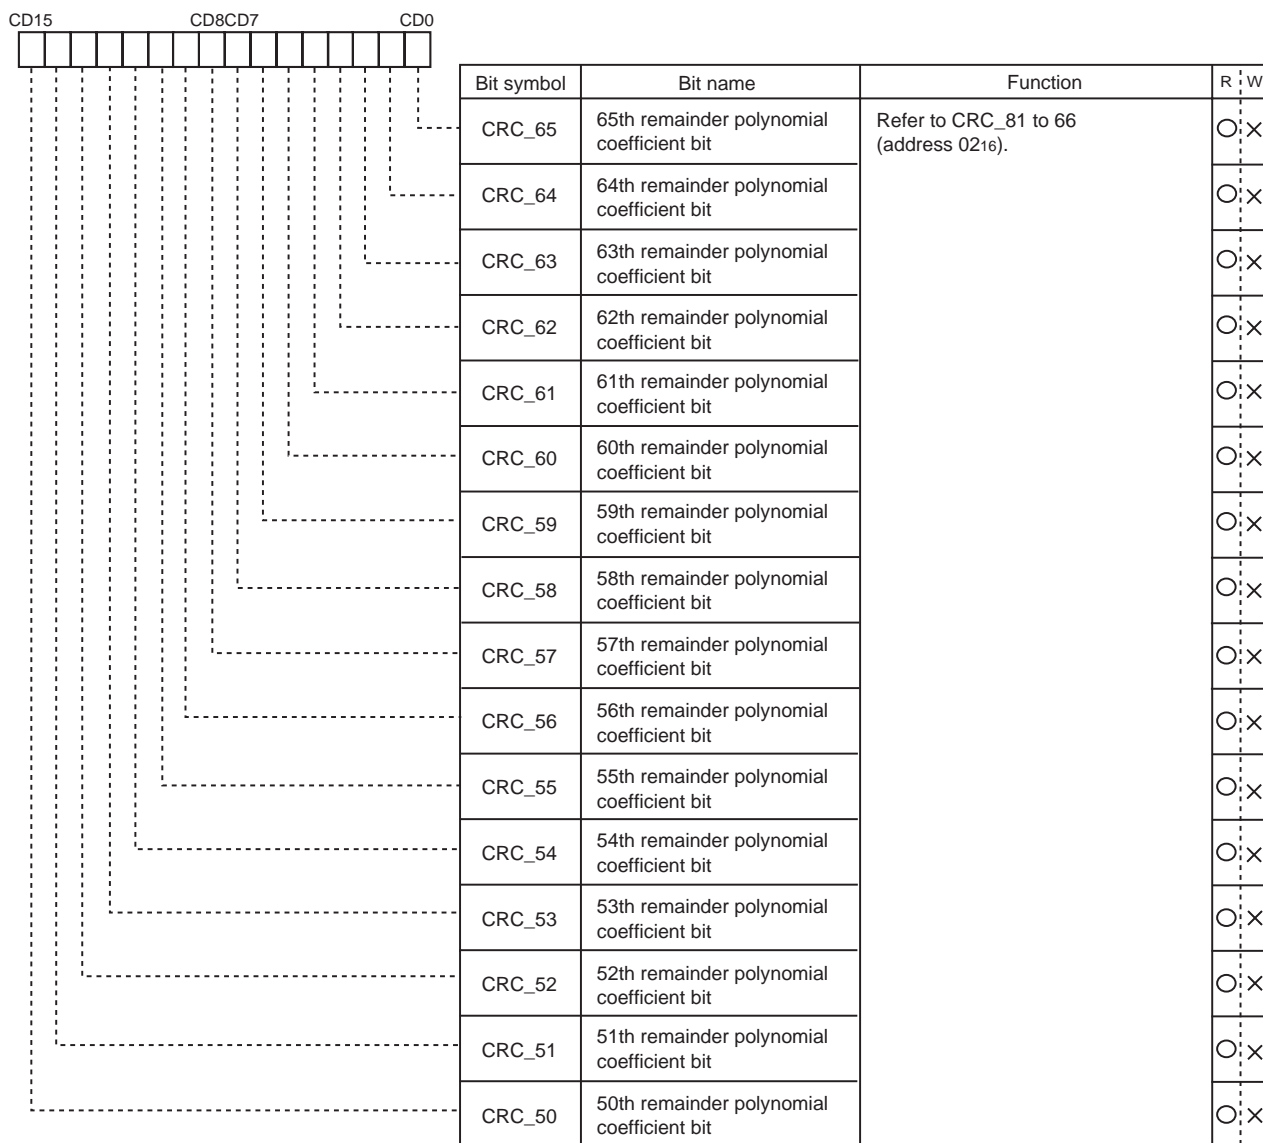 CD15 CD8CD7 CD0
Bit symbol Bit name Function R W
CRC_65 65th remainder polynomial
coefficient bit
Refer to CRC_81 to 66
(address 0216).
○ ×
CRC_64 64th remainder polynomial
coefficient bit
○ ×
CRC_63 63th remainder polynomial
coefficient bit
○ ×
CRC_62 62th remainder polynomial
coefficient bit
○ ×
CRC_61 61th remainder polynomial
coefficient bit
○ ×
CRC_60 60th remainder polynomial
coefficient bit
○ ×
CRC_59 59th remainder polynomial
coefficient bit
○ ×
CRC_58 58th remainder polynomial
coefficient bit
○ ×
CRC_57 57th remainder polynomial
coefficient bit
○ ×
CRC_56 56th remainder polynomial
coefficient bit
○ ×
CRC_55 55th remainder polynomial
coefficient bit
○ ×
CRC_54 54th remainder polynomial
coefficient bit
○ ×
CRC_53 53th remainder polynomial
coefficient bit
○ ×
CRC_52 52th remainder polynomial
coefficient bit
○ ×
CRC_51 51th remainder polynomial
coefficient bit
○ ×
CRC_50 50th remainder polynomial
coefficient bit
○ ×